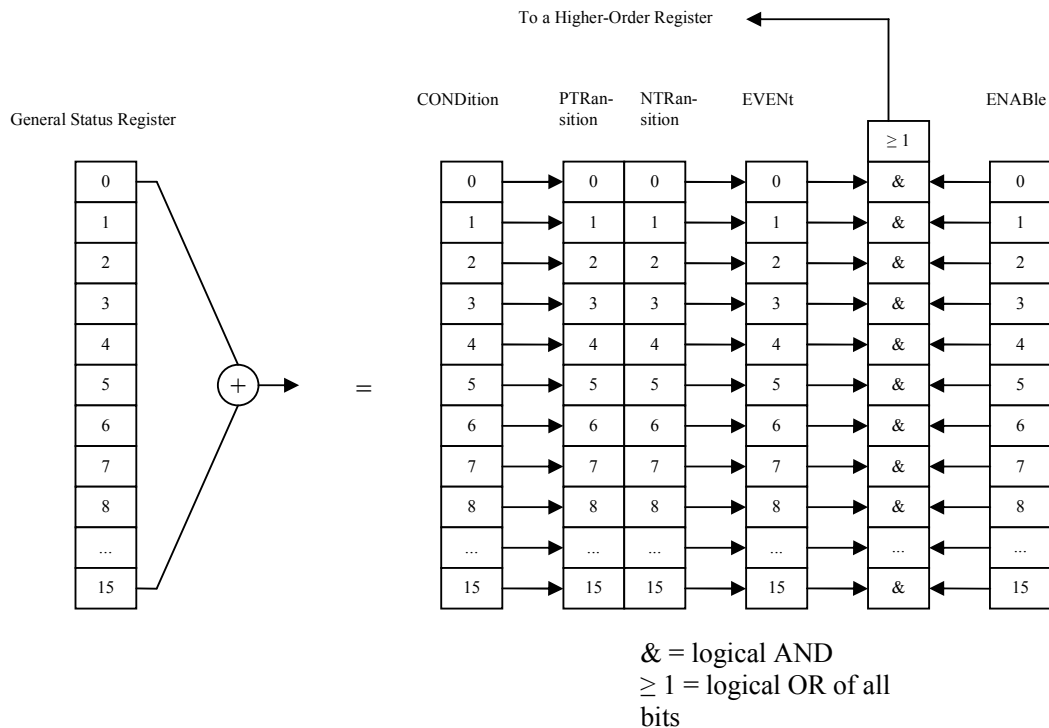 To a Higher-Order Register
CONDition PTRan- NTRan- EVENt ENABle
sition sition
General Status Register
≥ 1
0 0 0 0 0 & 0
1 1 1 1 1 & 1
2 2 2 2 2 & 2
3 3 3 3 3 & 3
4 4 4 4 4 & 4
5 + = 5 5 5 5 & 5
6 6 6 6 6 & 6
7 7 7 7 7 & 7
8 8 8 8 8 & 8
... ... ... ... ... ... ...
15 15 15 15 15 & 15
& = logical AND
≥ 1 = logical OR of all
bits